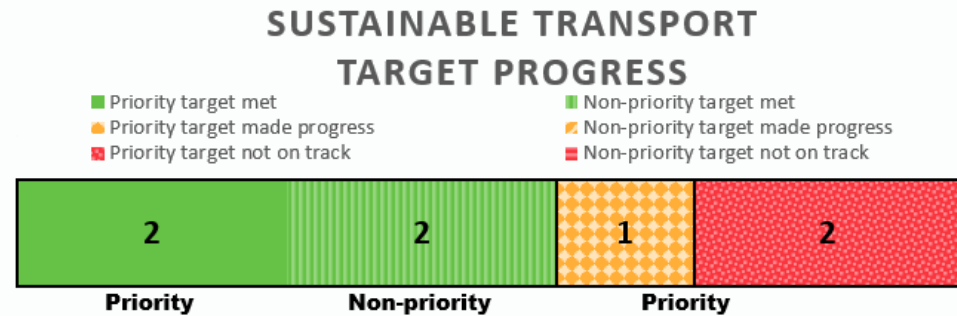 SUSTAINABLE TRANSPORT
TARGET PROGRESS
Priority target met
Non-priority target met
Priority target made progress
Non-priority target made progress
Priority target not on track
Non-priority target not on track
2
2
1
2
Priority
Non-priority
Priority